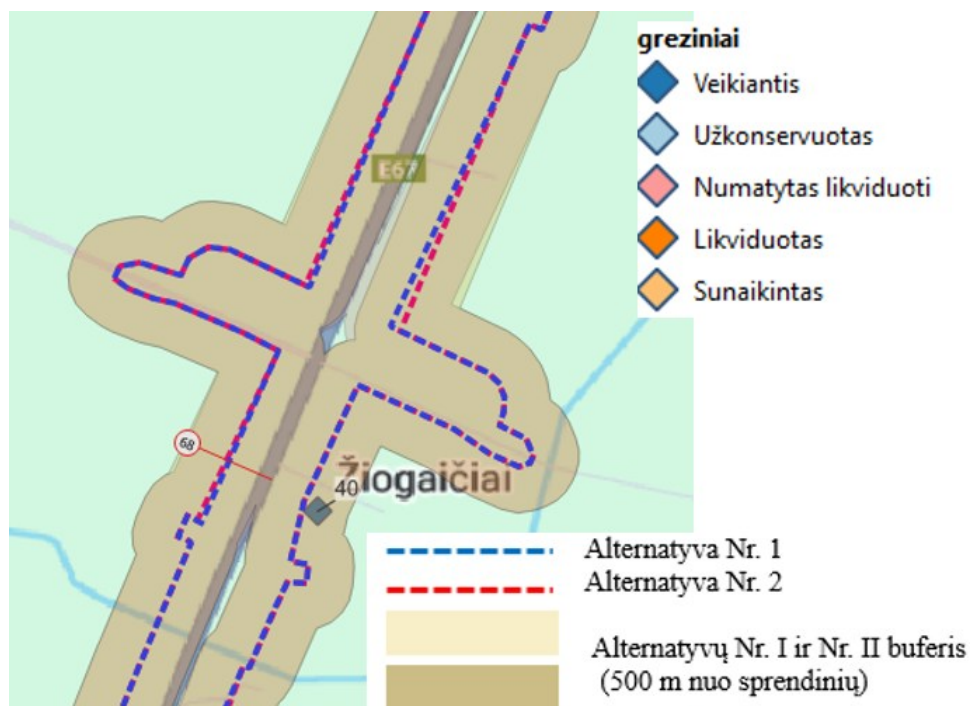 greziniai
Veikiantis
Užkonservuotas
Numatytas likviduoti
Likviduotas
Sunaikintas
E67
68
Žiogaičiai
40
Alternatyva Nr. 1
Alternatyva Nr. 2
Alternatyvų Nr. I ir Nr. II buferis
(500 m nuo sprendinių)